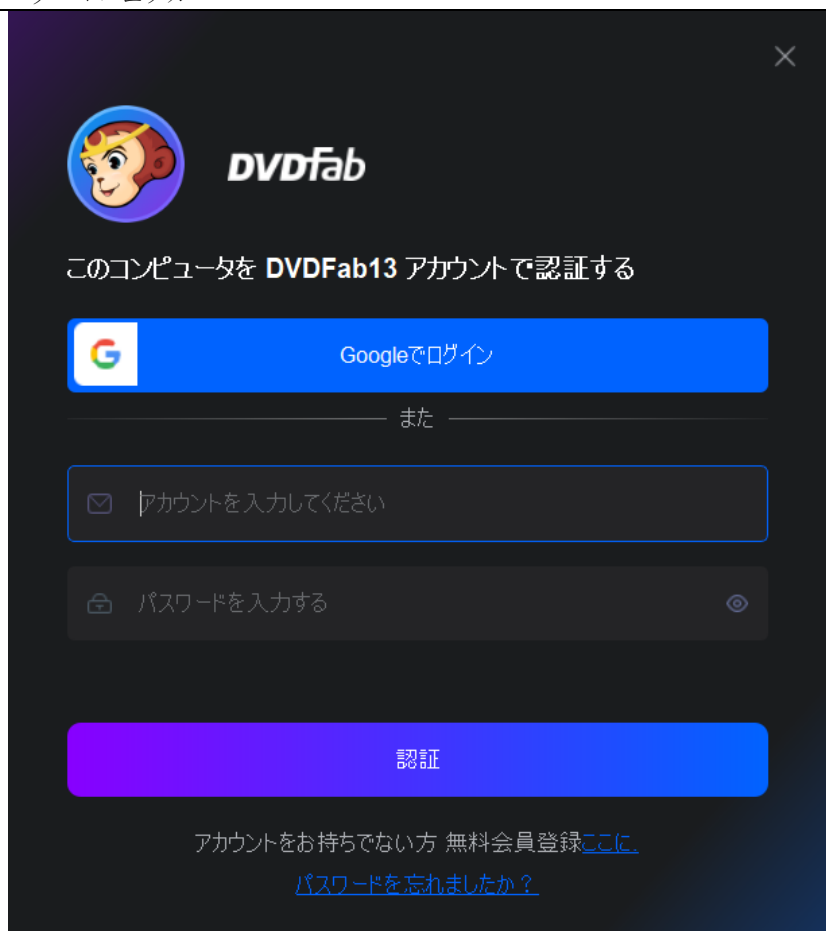 DVDFab
このコンピュータを DVDFab13 アカウントで認証する
Googleでログイン
また
アカウントを入力してください
パスワードを入力する
認証
アカウントをお持ちでない方 無料会員登録ここに.
パスワードを忘れましたか？